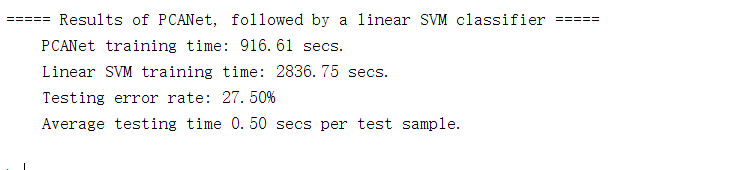 ===== Results of PCANet, followed by a linear SVM classifier =====
PCANet training time: 916.61 secs.
Linear SVM training time: 2836.75 secs.
Testing error rate: 27.50%
Average testing time 0.50 secs per test sample.